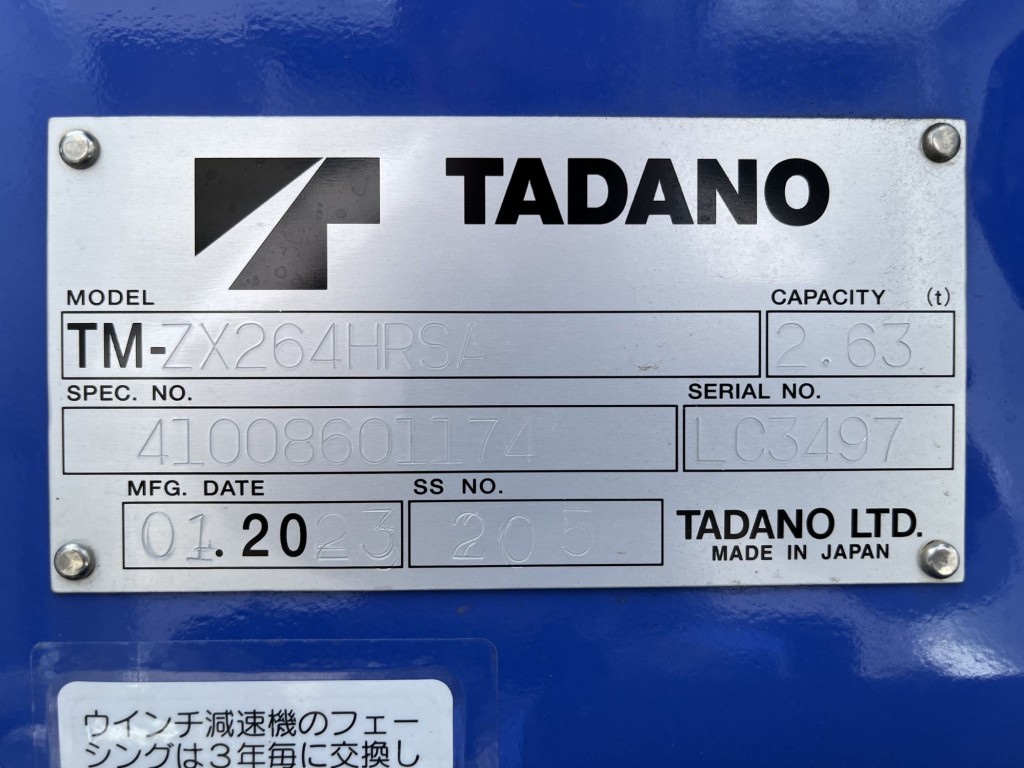 TADANO
MODEL CAPACITY (t)
TM-ZX264HRSA 2.63
SPEC. NO. SERIAL NO.
41008601174 LC3497
MFG. DATE SS NO.
01.2023 205 TADANO LTD.
MADE IN JAPAN
ウインチ減速機のフェー
シングは3年毎に交換し